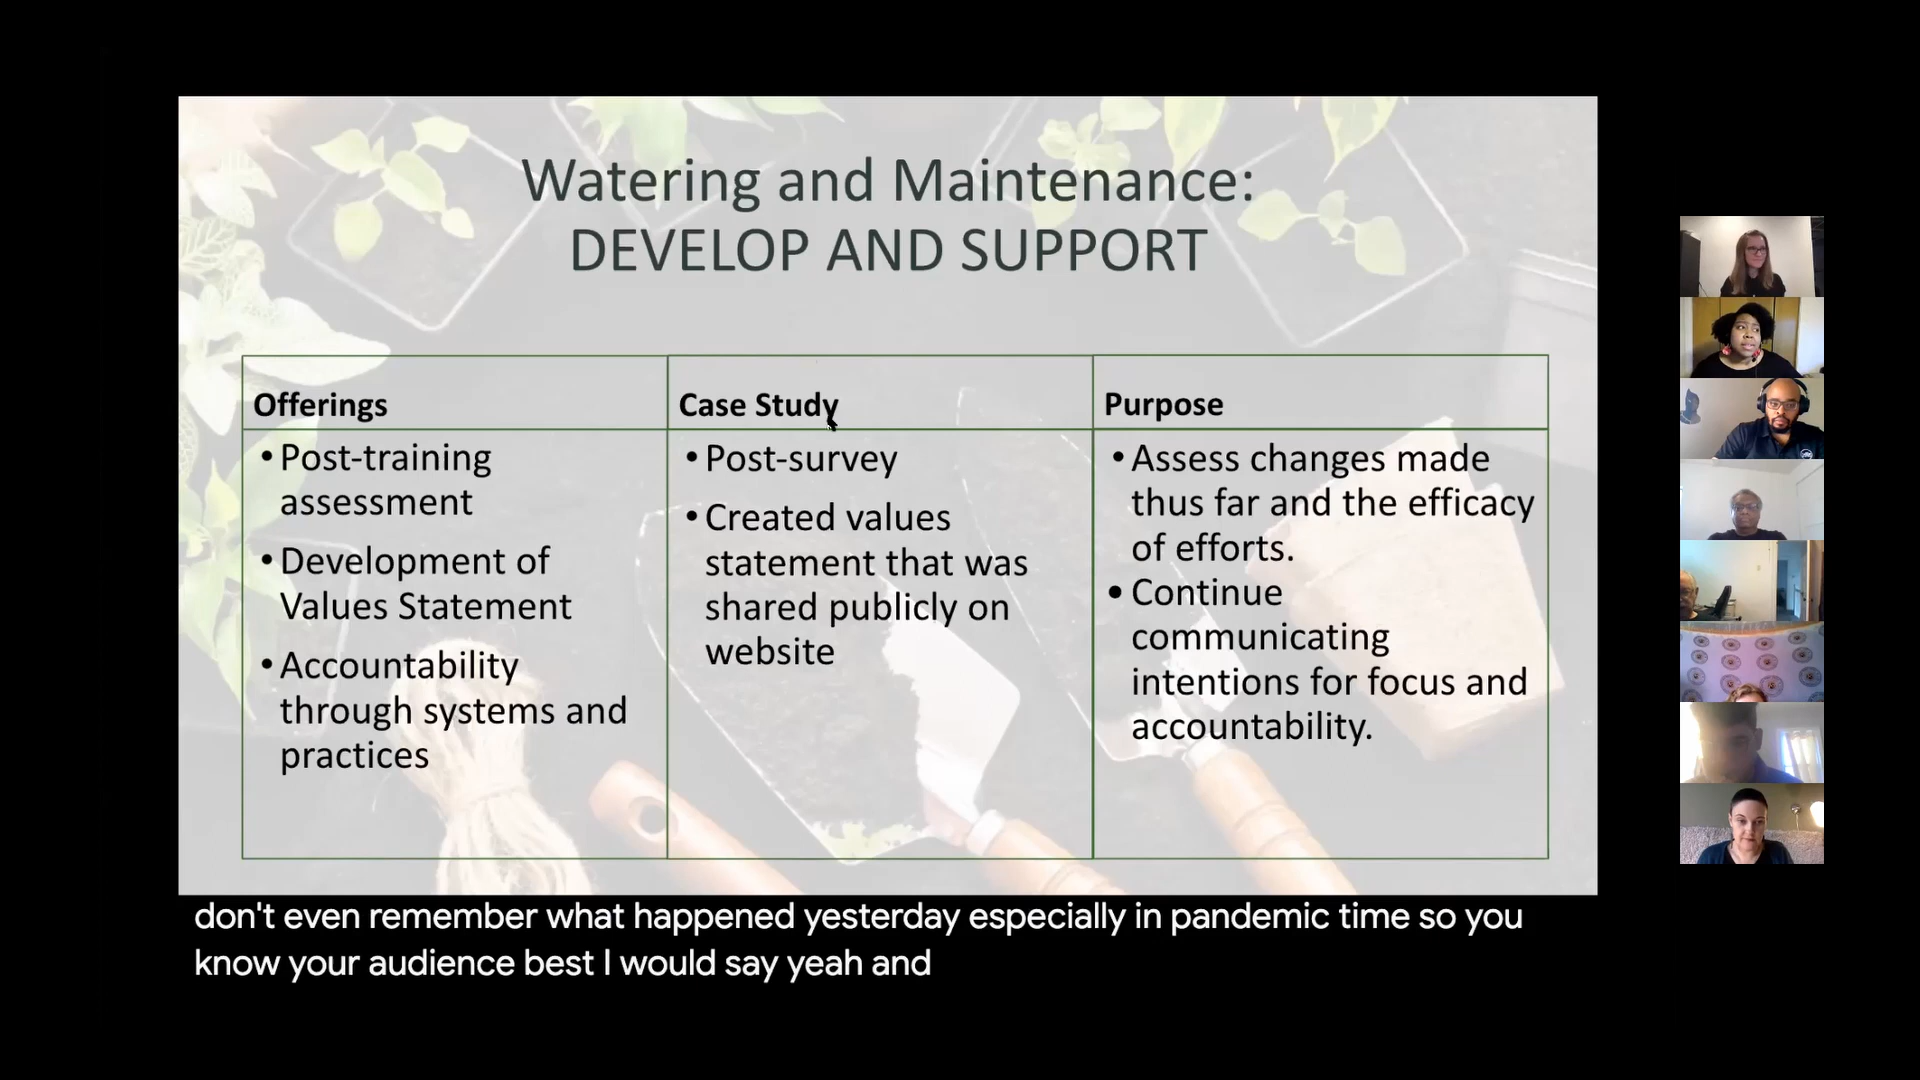 Watering and Maintenance:
DEVELOP AND SUPPORT
Offerings
• Post-training
assessment
• Development of
Values Statement
• Accountability
through systems and
practices
Case Study
• Post-survey
• Created values
statement that was
shared publicly on
website
Purpose
• Assess changes made
thus far and the efficacy
of efforts.
• Continue
communicating
intentions for focus and
accountability.
don't even remember what happened yesterday especially in pandemic time so you
know your audience best I would say yeah and